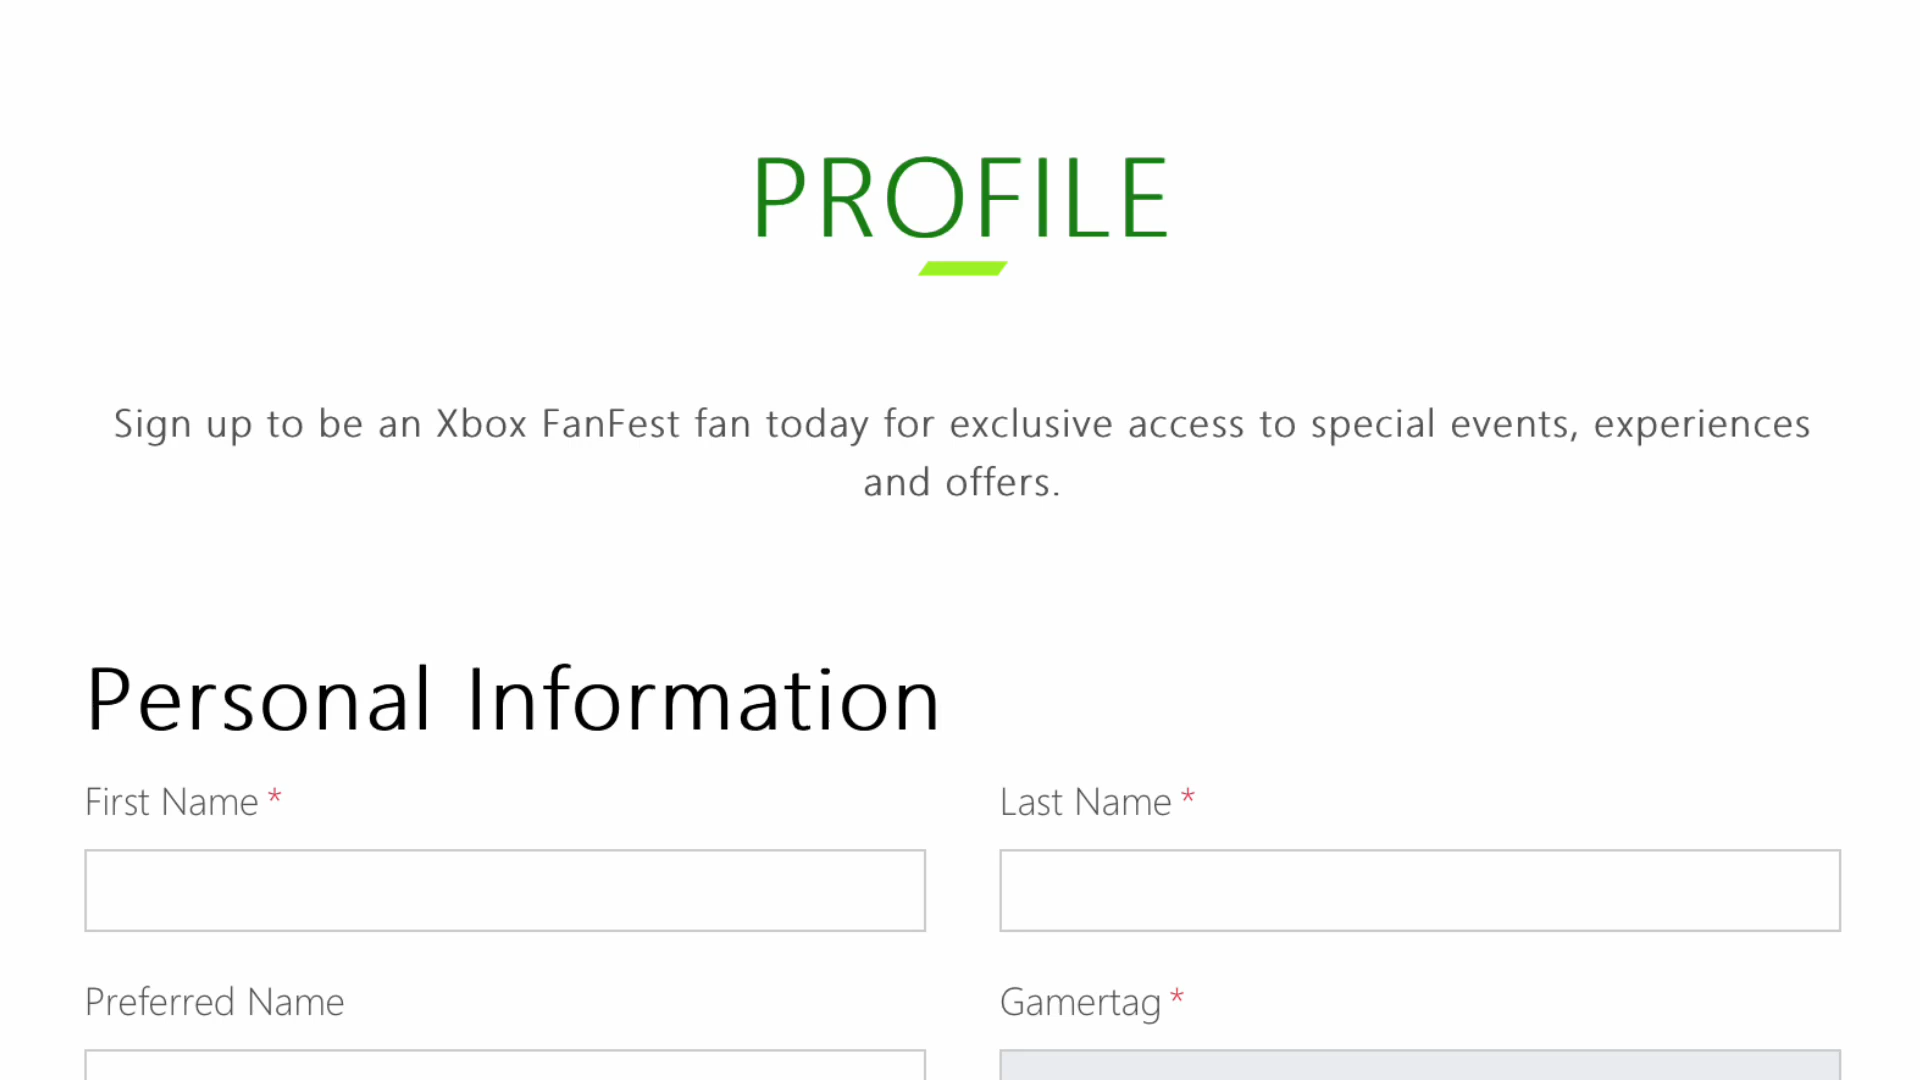 PROFILE
Sign up to be an Xbox FanFest fan today for exclusive access to special events, experiences
and offers.
Personal Information
First Name *
Last Name *
Preferred Name
Gamertag *